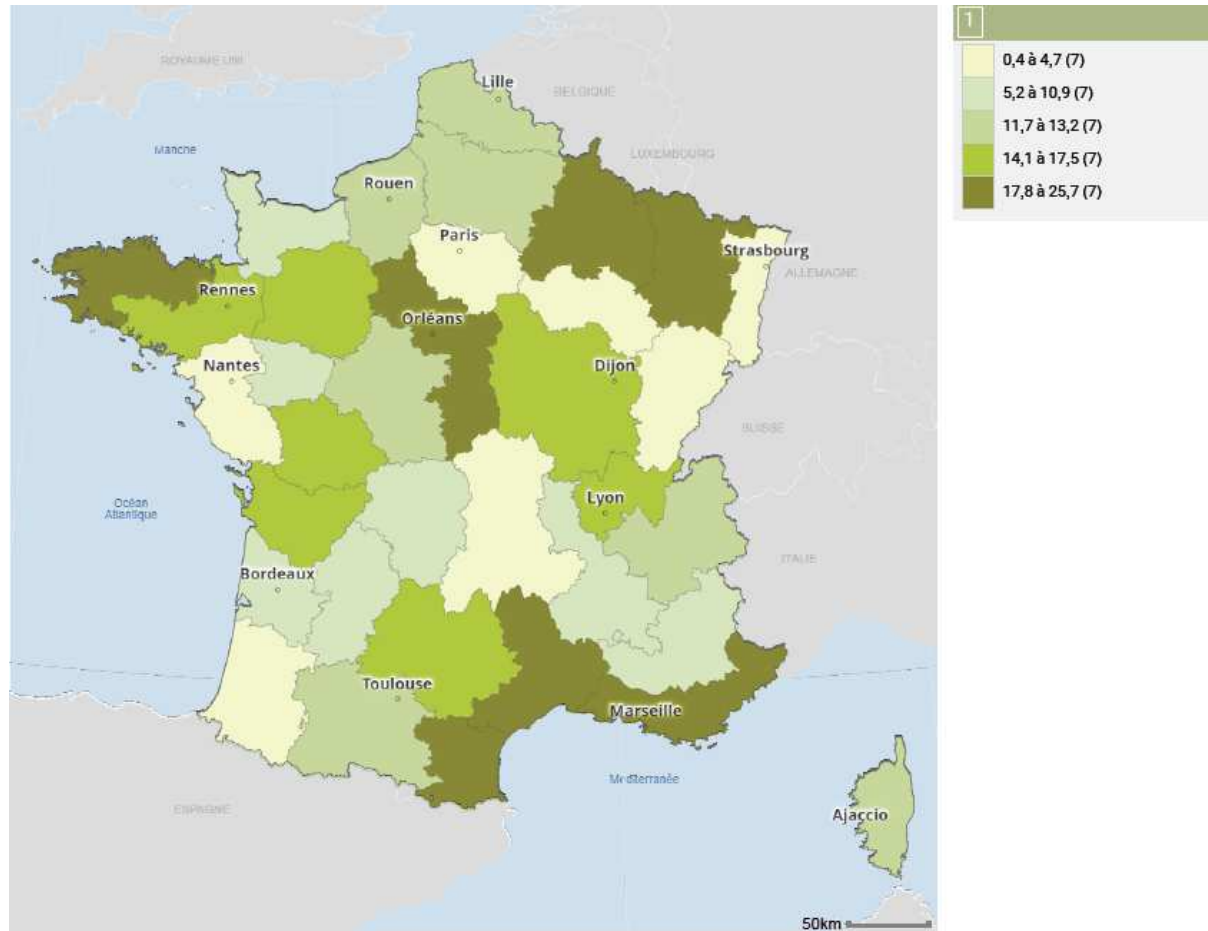 1
0,4 à 4,7 (7)
5,2 à 10,9 (7)
11,7 à 13,2 (7)
14,1 à 17,5 (7)
17,8 à 25,7 (7)
ROYAUME UNI
Lille
BELGIQUE
Manche
LUXEMBOURG
Rouen
Paris
Strasbourg
ALLEMAGNE
Rennes
Orléans
Nantes
Dijon
SUISSE
Océan
Atlantique
Lyon
ITALIE
Bordeaux
Toulouse
Marseille
Méditerranée
ESPAGNE
Ajaccio
50km